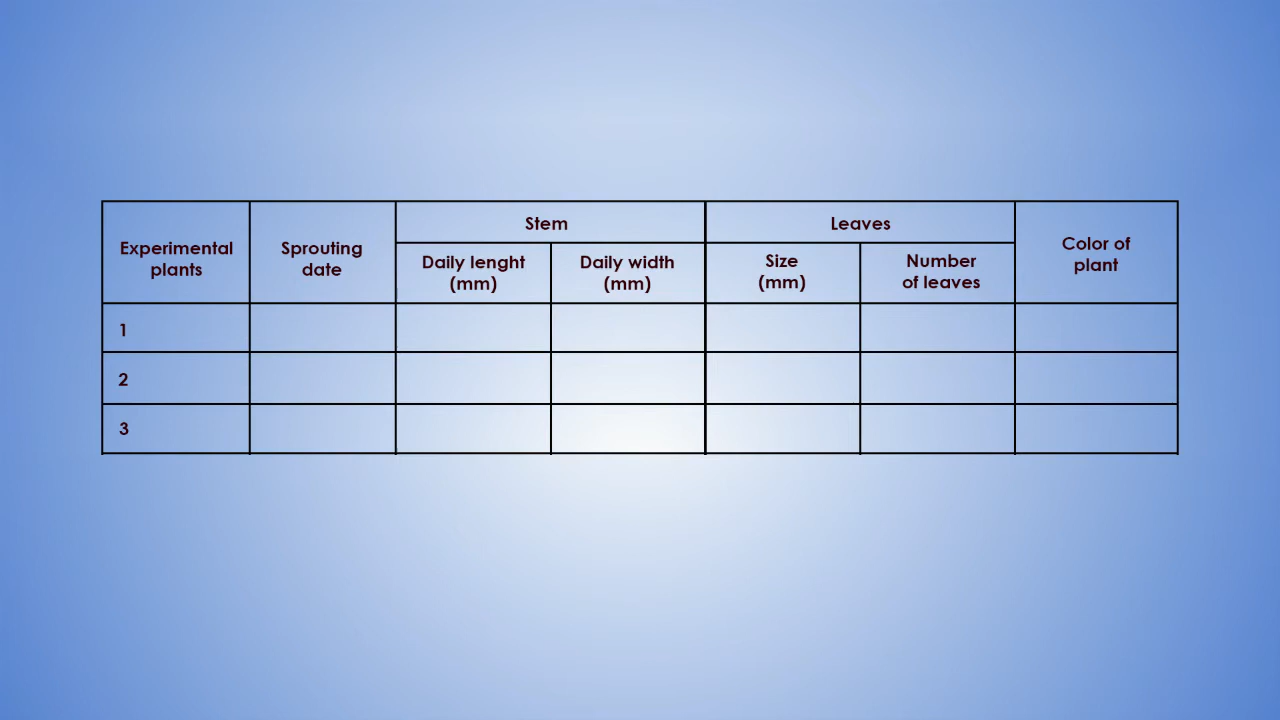 Experimental
plants
Sprouting
date
Stem
Daily lenght
(mm)
Daily width
(mm)
Leaves
Size
(mm)
Number
of leaves
Color of
plant
1
2
3